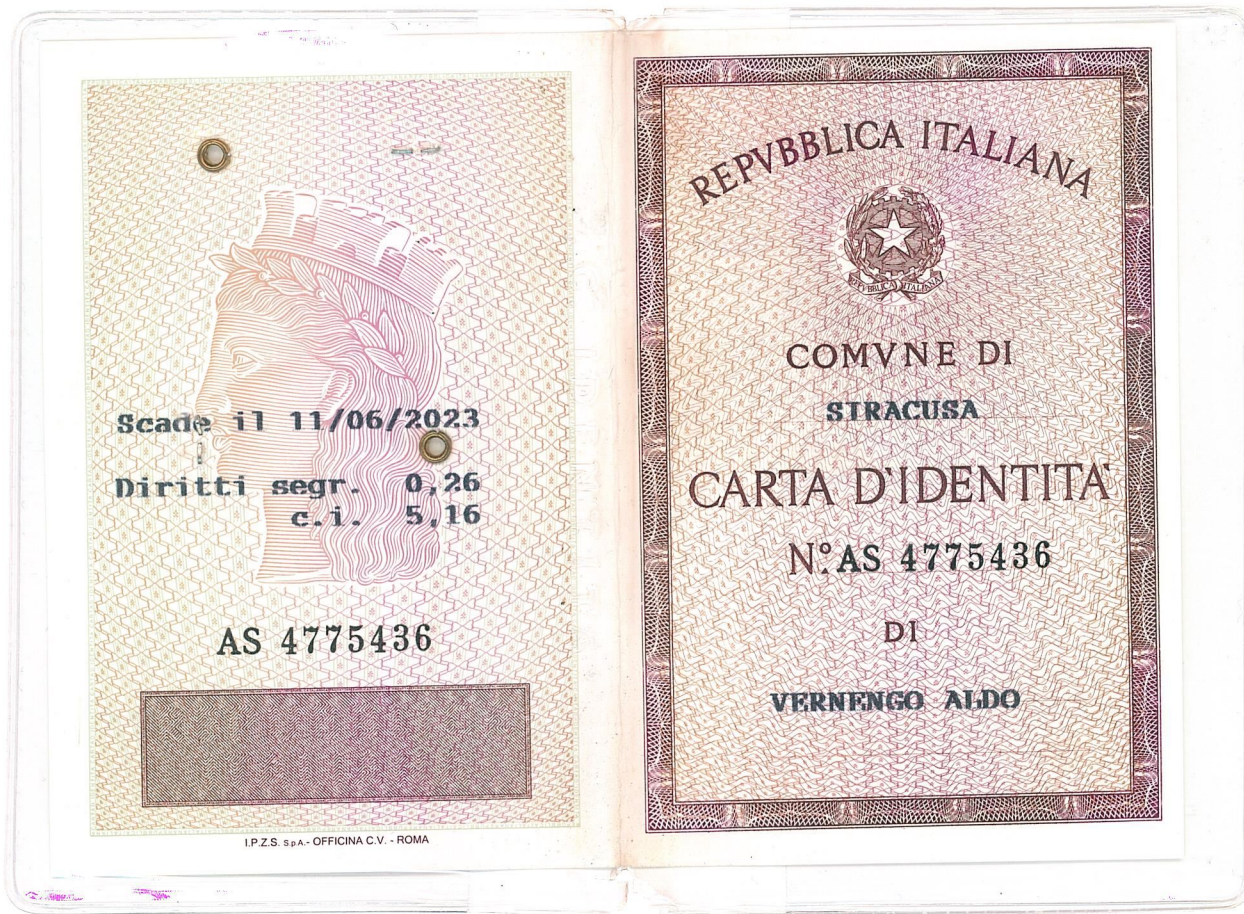 Scade il 11/06/2023
Diritti segr. 0,26
c.i. 5,16
AS 4775436
I.P.Z.S. S.p.A.- OFFICINA C.V. - ROMA
REPVBBLICA ITALIANA
REPVBBLICA ITALIANA
COMVNE DI
SIRACUSA
CARTA D'IDENTITA'
N° AS 4775436
DI
VERNENGO ALDO